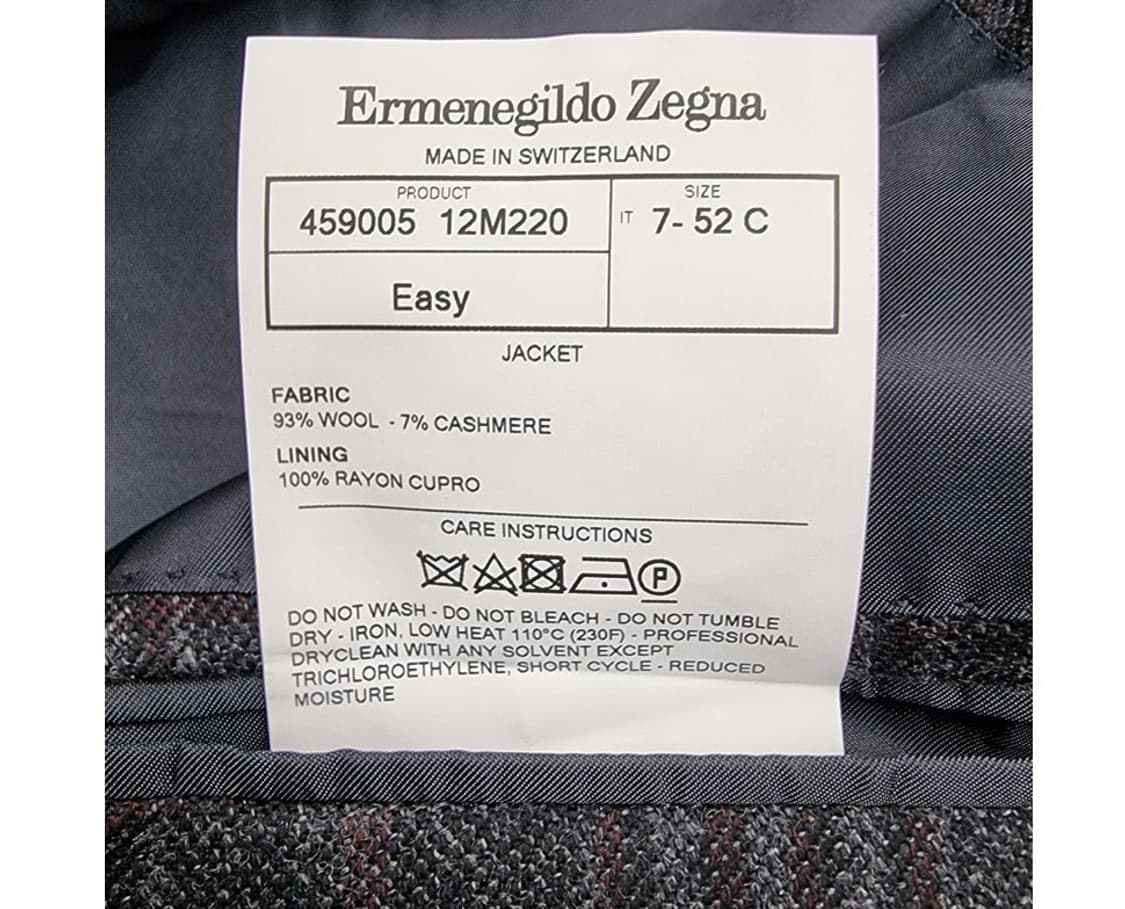 Ermenegildo Zegna
MADE IN SWITZERLAND
PRODUCT
459005 12M220
SIZE
IT 7- 52 C
Easy
JACKET
FABRIC
93% WOOL - 7% CASHMERE
LINING
100% RAYON CUPRO
CARE INSTRUCTIONS
P
DO NOT WASH - DO NOT BLEACH - DO NOT TUMBLE
DRY - IRON, LOW HEAT 110°C (230F) - PROFESSIONAL
DRYCLEAN WITH ANY SOLVENT EXCEPT
TRICHLOROETHYLENE, SHORT CYCLE - REDUCED
MOISTURE